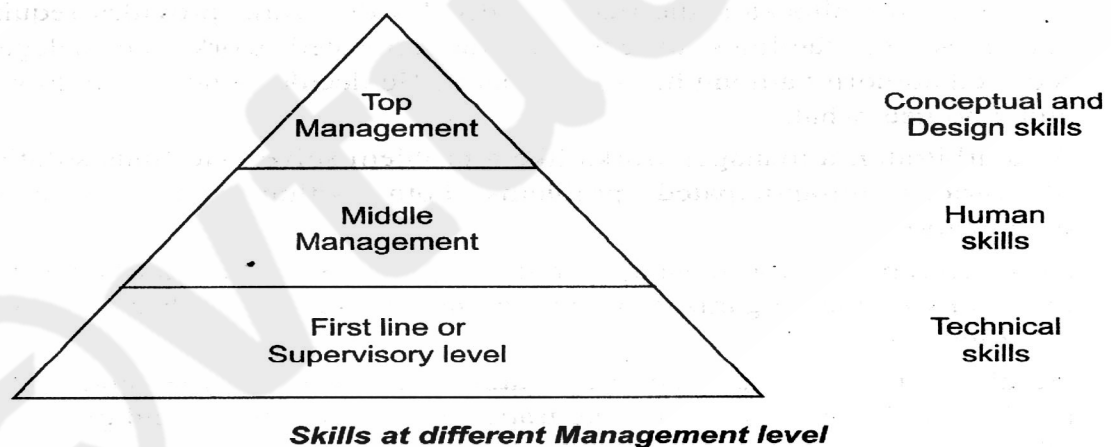 Top
Management
Conceptual and
Design skills
Middle
Management
Human
skills
First line or
Supervisory level
Technical
skills
Skills at different Management level